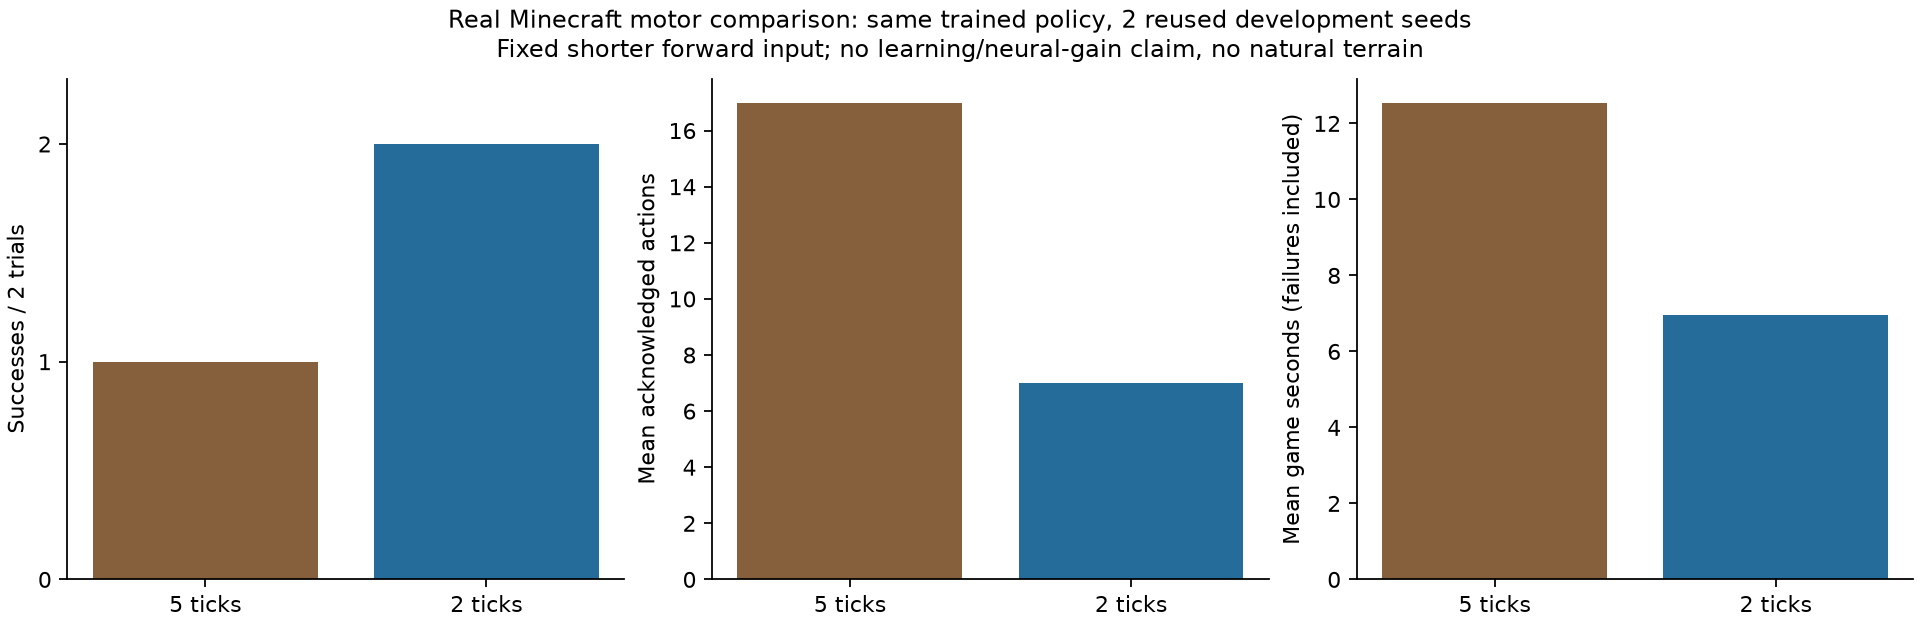 Real Minecraft motor comparison: same trained policy, 2 reused development seeds
Fixed shorter forward input; no learning/neural-gain claim, no natural terrain
Successes / 2 trials
2
1
0
5 ticks
2 ticks
Mean acknowledged actions
16
14
12
10
8
6
4
2
0
5 ticks
2 ticks
Mean game seconds (failures included)
12
10
8
6
4
2
0
5 ticks
2 ticks